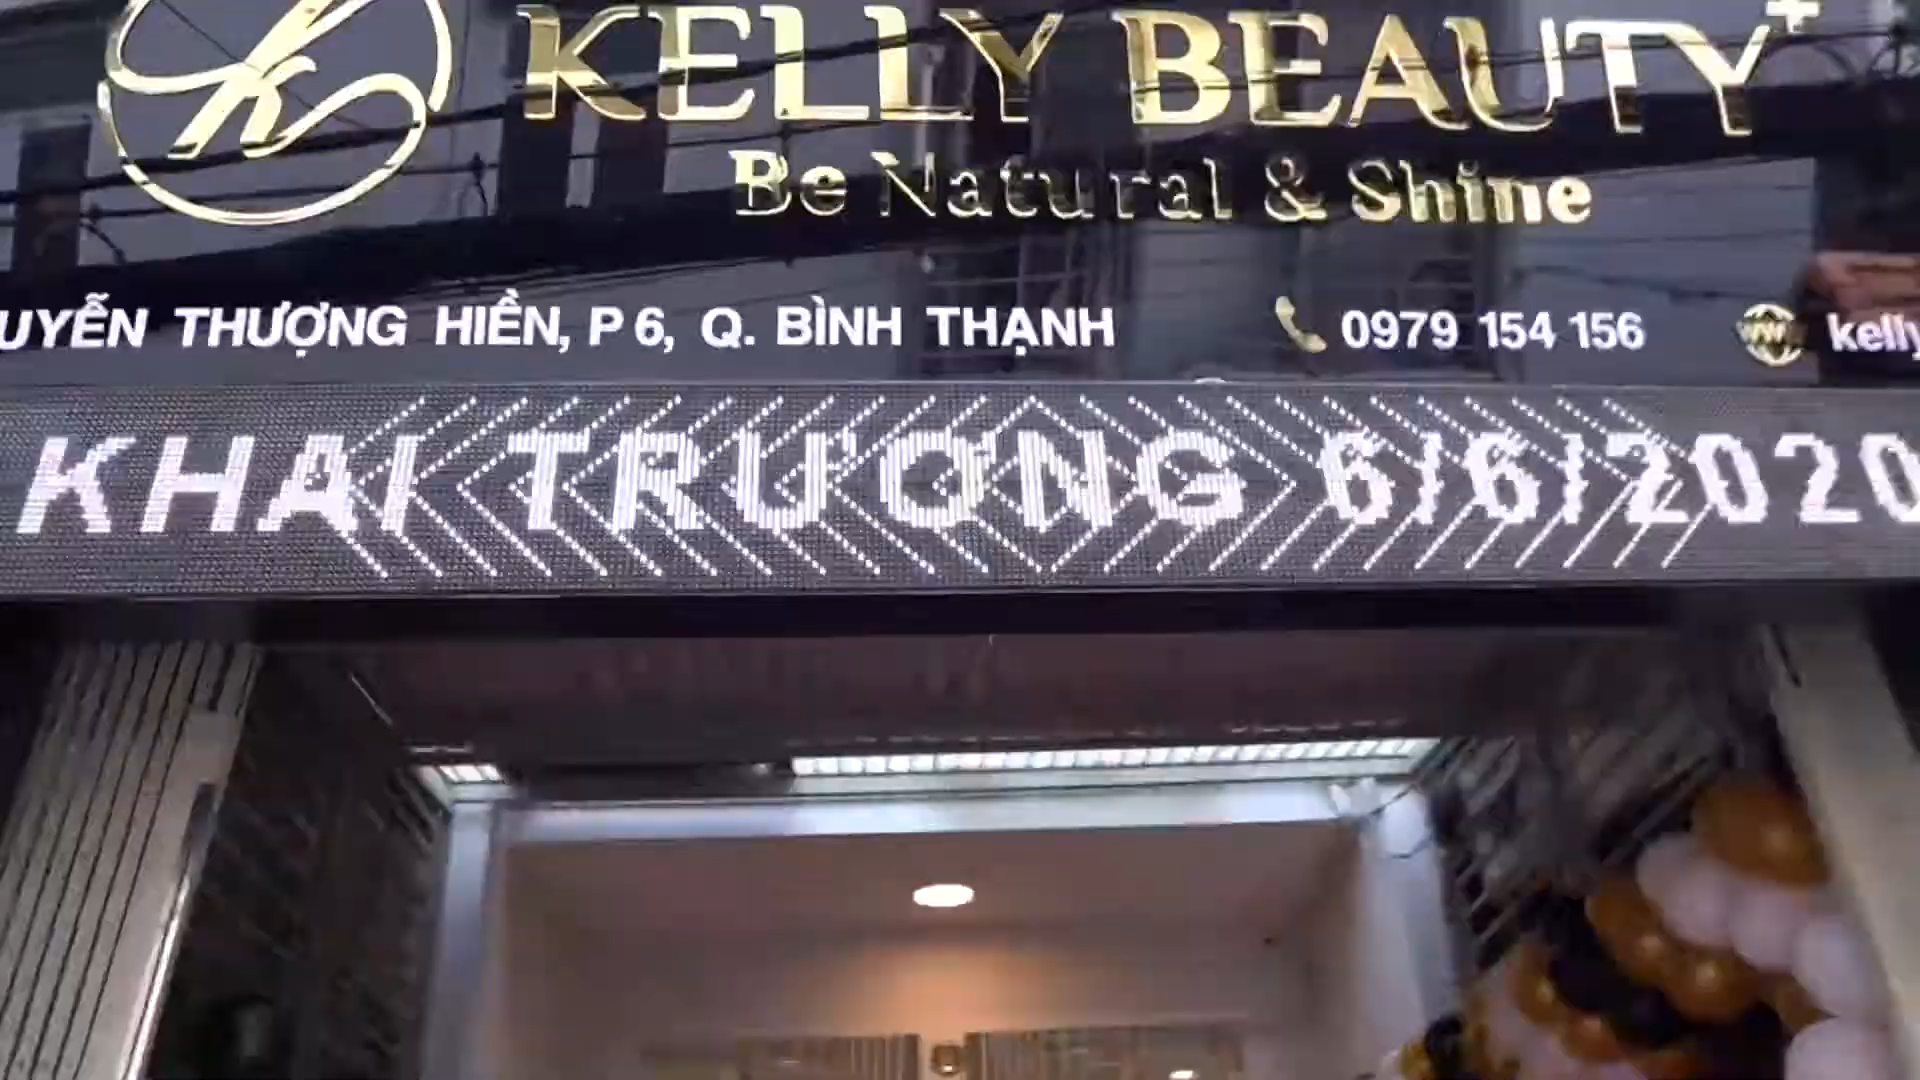 KELLY BEAUTY+
Be Natural & Shine
UYỄN THƯỢNG HIỀN, P 6, Q. BÌNH THẠNH
0979 154 156
www
kelly
KHAI TRƯƠNG 6/6/2020